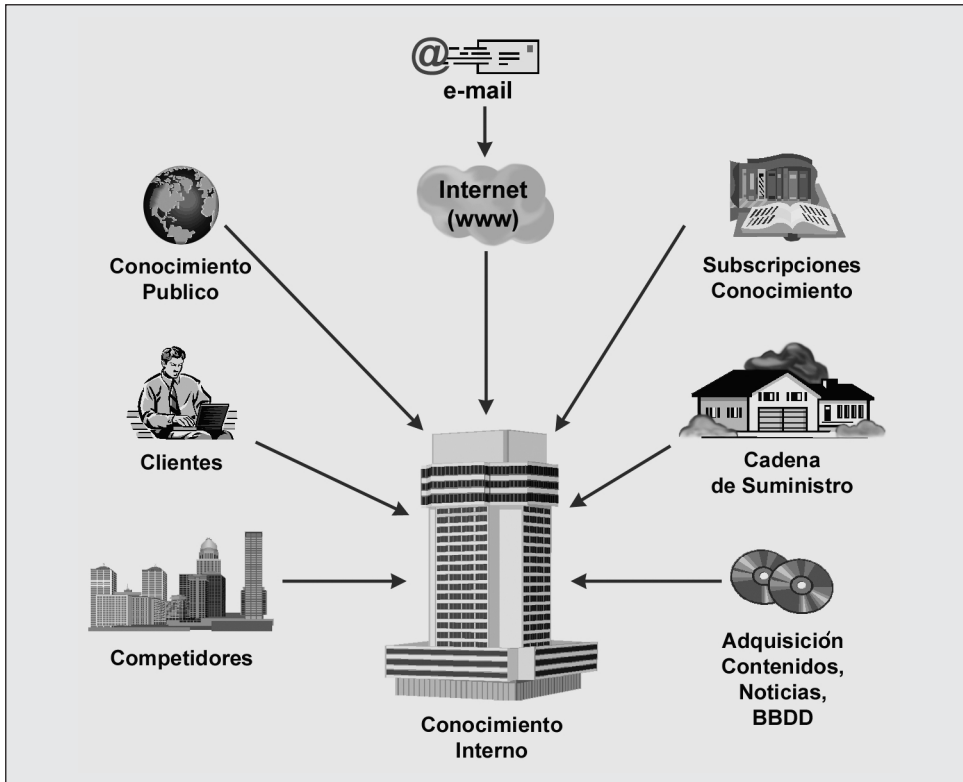 @
e-mail
Internet
(www)
Conocimiento
Publico
Subscripciones
Conocimiento
Clientes
Cadena
de Suministro
Competidores
Adquisición
Contenidos,
Noticias,
BBDD
Conocimiento
Interno